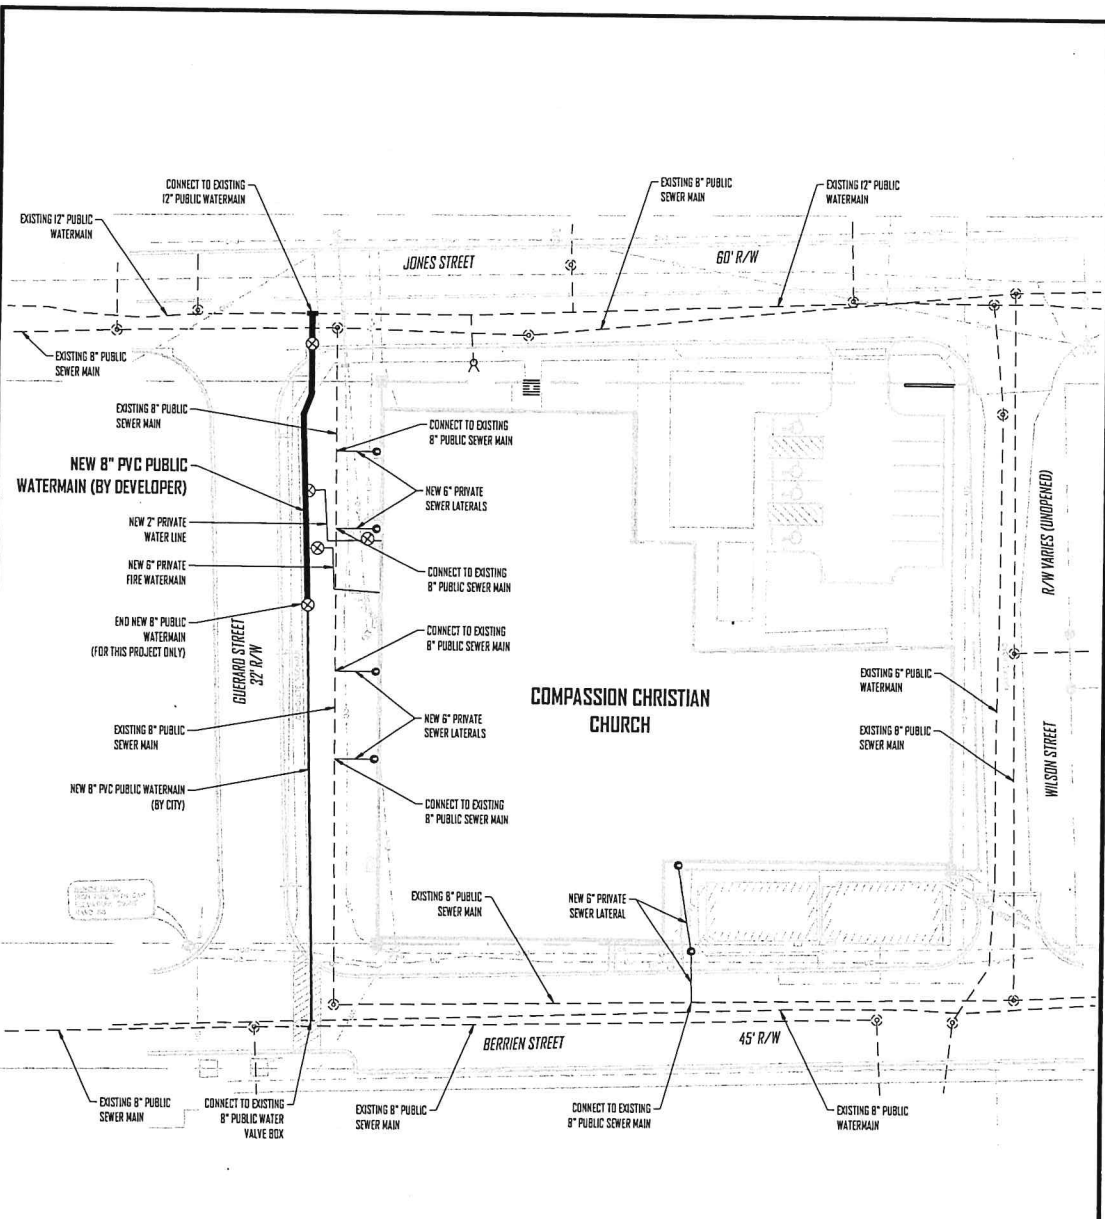 CONNECT TO EXISTING
12" PUBLIC WATERMAIN
EXISTING 8" PUBLIC
SEWER MAIN
EXISTING 12" PUBLIC
WATERMAIN
EXISTING 12" PUBLIC
WATERMAIN
JONES STREET
60' R/W
EXISTING 8" PUBLIC
SEWER MAIN
EXISTING 8" PUBLIC
SEWER MAIN
CONNECT TO EXISTING
8" PUBLIC SEWER MAIN
NEW 8" PVC PUBLIC
WATERMAIN (BY DEVELOPER)
NEW 6" PRIVATE
SEWER LATERALS
NEW 2" PRIVATE
WATER LINE
NEW 6" PRIVATE
FIRE WATERMAIN
CONNECT TO EXISTING
8" PUBLIC SEWER MAIN
R/W VARIES (UNOPENED)
END NEW 8" PUBLIC
WATERMAIN
(FOR THIS PROJECT ONLY)
GUERARD STREET
32' R/W
CONNECT TO EXISTING
8" PUBLIC SEWER MAIN
COMPASSION CHRISTIAN
CHURCH
EXISTING 6" PUBLIC
WATERMAIN
EXISTING 8" PUBLIC
SEWER MAIN
NEW 6" PRIVATE
SEWER LATERALS
EXISTING 8" PUBLIC
SEWER MAIN
WILSON STREET
NEW 8" PVC PUBLIC WATERMAIN
(BY CITY)
CONNECT TO EXISTING
8" PUBLIC SEWER MAIN
EXISTING 8" PUBLIC
SEWER MAIN
NEW 6" PRIVATE
SEWER LATERAL
BERRIEN STREET
45' R/W
EXISTING 8" PUBLIC
SEWER MAIN
CONNECT TO EXISTING
8" PUBLIC WATER
VALVE BOX
EXISTING 8" PUBLIC
SEWER MAIN
CONNECT TO EXISTING
8" PUBLIC SEWER MAIN
EXISTING 8" PUBLIC
WATERMAIN